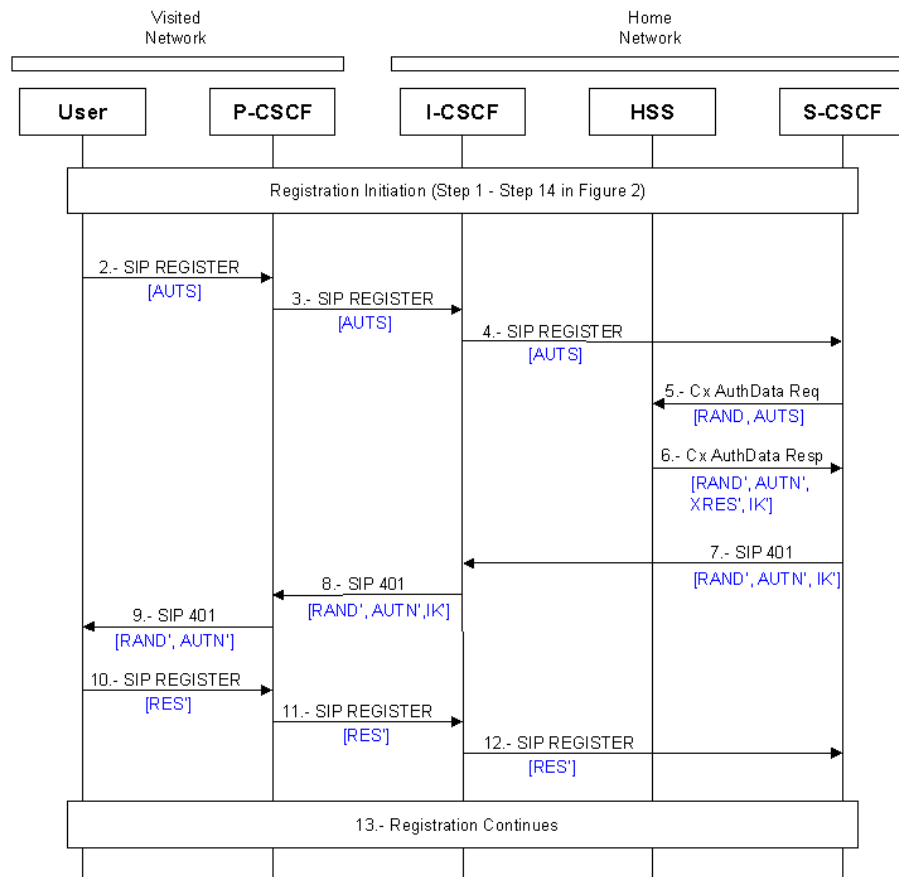 Visited
Network
Home
Network
User
P-CSCF
I-CSCF
HSS
S-CSCF
Registration Initiation (Step 1 - Step 14 in Figure 2)
2.- SIP REGISTER
[AUTS]
3.- SIP REGISTER
[AUTS]
4.- SIP REGISTER
[AUTS]
5.- Cx AuthData Req
[RAND, AUTS]
6.- Cx AuthData Resp
[RAND', AUTN',
XRES', IK']
7.- SIP 401
[RAND', AUTN', IK']
8.- SIP 401
[RAND', AUTN',IK']
9.- SIP 401
[RAND', AUTN']
10.- SIP REGISTER
[RES']
11.- SIP REGISTER
[RES']
12.- SIP REGISTER
[RES']
13.- Registration Continues